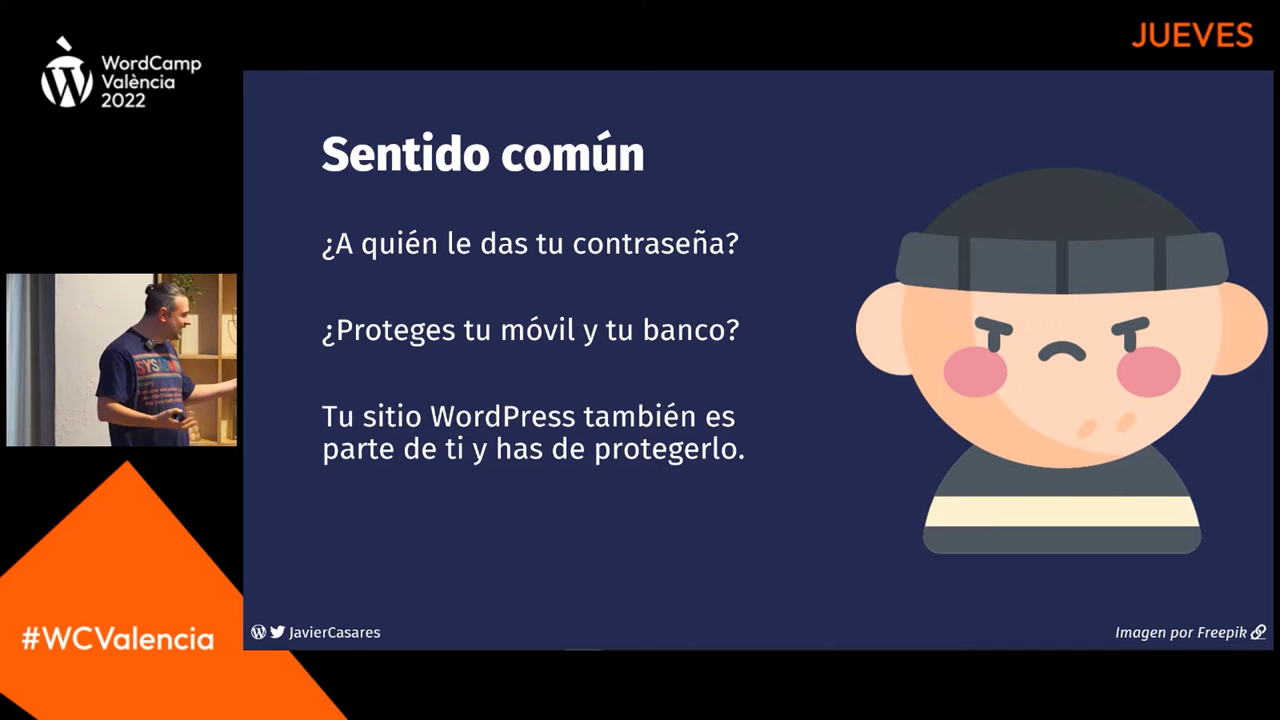 JUEVES
WordCamp
València
2022
Sentido común
¿A quién le das tu contraseña?
¿Proteges tu móvil y tu banco?
Tu sitio WordPress también es
parte de ti y has de protegerlo.
SYSADMIN
#WCValencia
JavierCasares
Imagen por Freepik